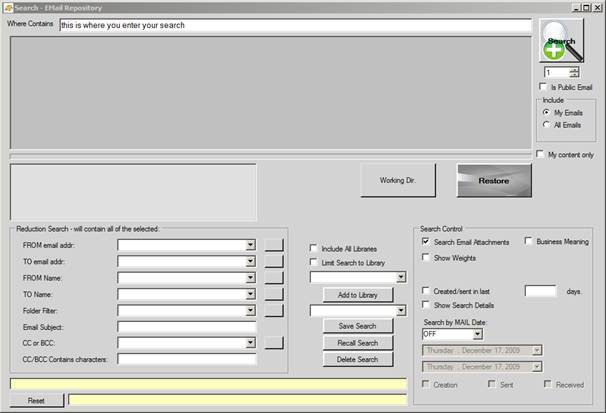 Search - EMail Repository
Where Contains
this is where you enter your search
Search
1
Is Public Email
Include
My Emails
All Emails
My content only
Working Dir.
Restore
Reduction Search - will contain all of the selected:
FROM email addr:
TO email addr:
FROM Name:
TO Name:
Folder Filter:
Email Subject:
CC or BCC:
CC/BCC Contains characters:
Include All Libraries
Limit Search to Library
Add to Library
Save Search
Recall Search
Delete Search
Search Control
Search Email Attachments
Business Meaning
Show Weights
Created/sent in last
days.
Show Search Details
Search by MAIL Date:
OFF
Thursday , December 17, 2009
Thursday , December 17, 2009
Creation
Sent
Received
Reset